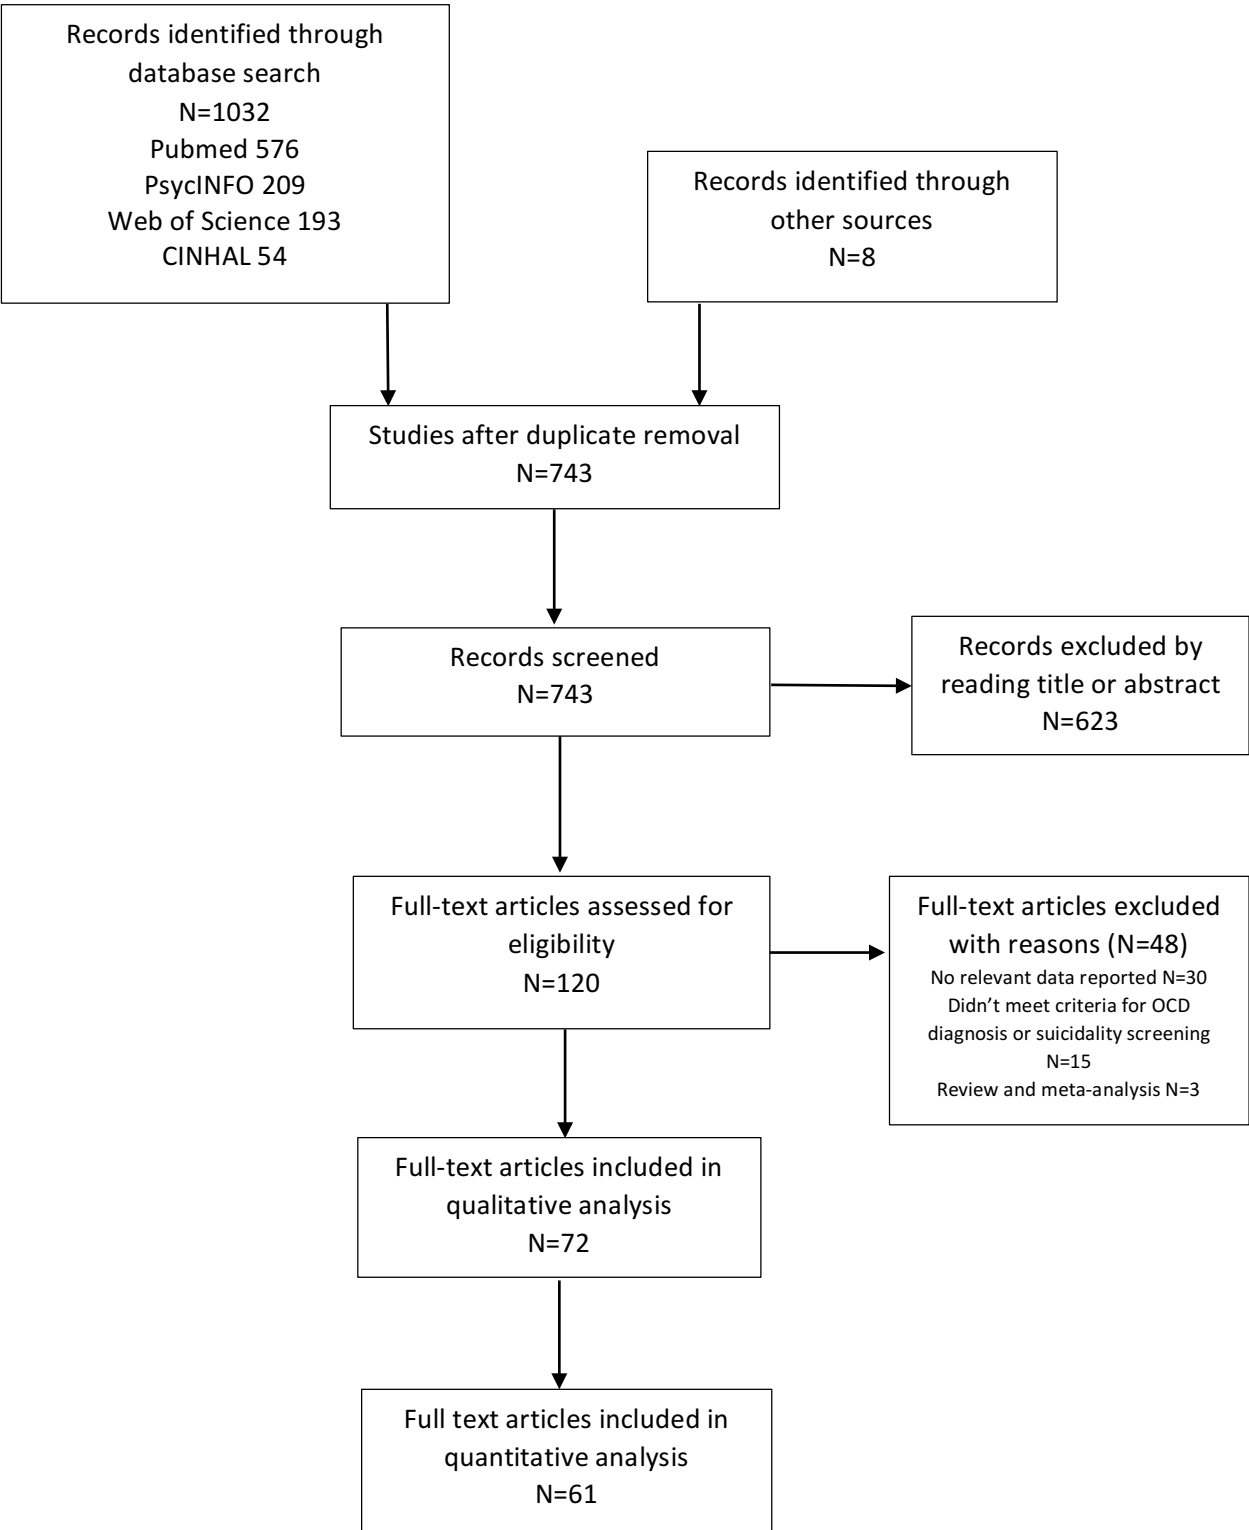 Records identified through
database search
N=1032
Pubmed 576
PsycINFO 209
Web of Science 193
CINHAL 54
Records identified through
other sources
N=8
Studies after duplicate removal
N=743
Records screened
N=743
Records excluded by
reading title or abstract
N=623
Full-text articles assessed for
eligibility
N=120
Full-text articles excluded
with reasons (N=48)
No relevant data reported N=30
Didn’t meet criteria for OCD
diagnosis or suicidality screening
N=15
Review and meta-analysis N=3
Full-text articles included in
qualitative analysis
N=72
Full text articles included in
quantitative analysis
N=61